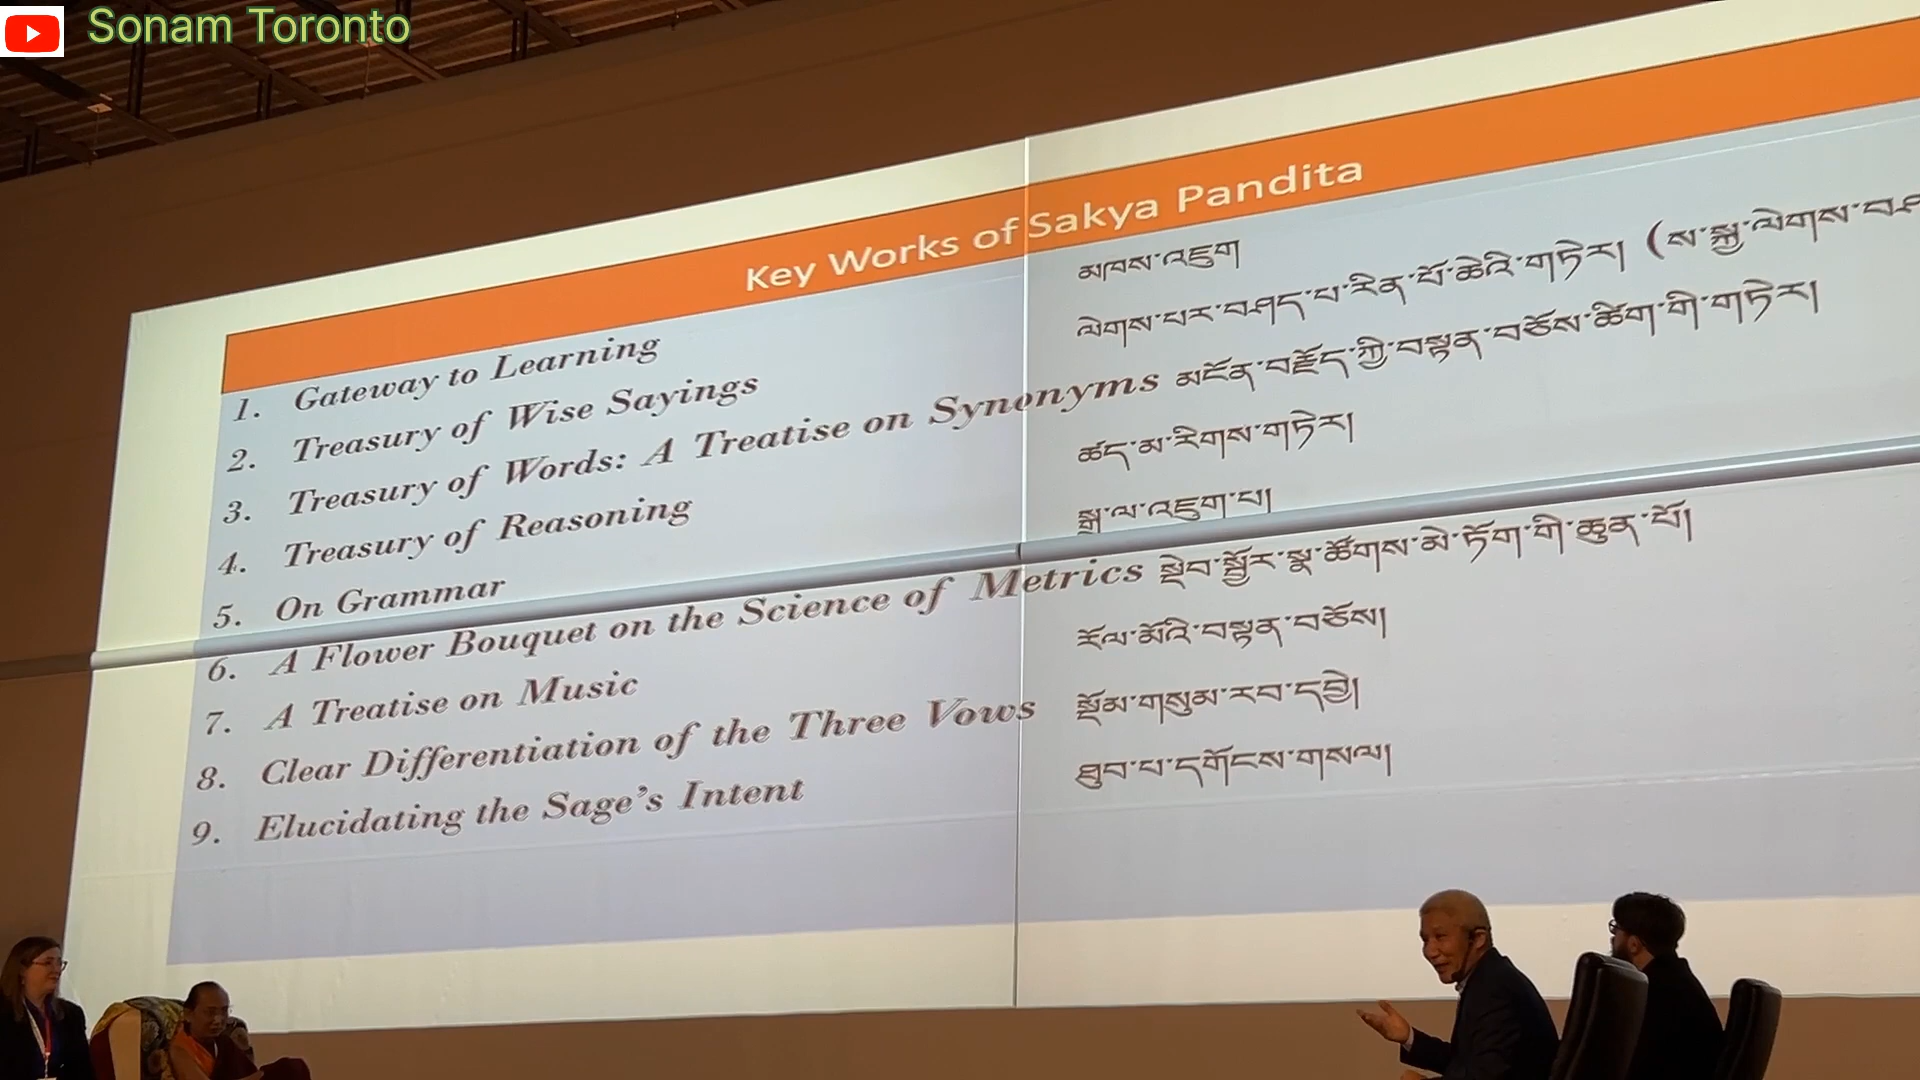 Sonam Toronto
Key Works of Sakya Pandita
1. Gateway to Learning མཁས་འཇུག
2. Treasury of Wise Sayings ལེགས་པར་བཤད་པ་རིན་པོ་ཆེའི་གཏེར། (ས་སྐྱ་ལེགས་བཤ
3. Treasury of Words: A Treatise on Synonyms མངོན་བརྗོད་ཀྱི་བསྟན་བཅོས་ཚིག་གི་གཏེར།
4. Treasury of Reasoning ཚད་མ་རིགས་གཏེར།
5. On Grammar སྒྲ་ལ་འཇུག་པ།
6. A Flower Bouquet on the Science of Metrics སྡེབ་སྦྱོར་སྣ་ཚོགས་མེ་ཏོག་གི་ཆུན་པོ།
7. A Treatise on Music རོལ་མོའི་བསྟན་བཅོས།
8. Clear Differentiation of the Three Vows སྡོམ་གསུམ་རབ་དབྱེ།
9. Elucidating the Sage's Intent ཐུབ་པ་དགོངས་གསལ།